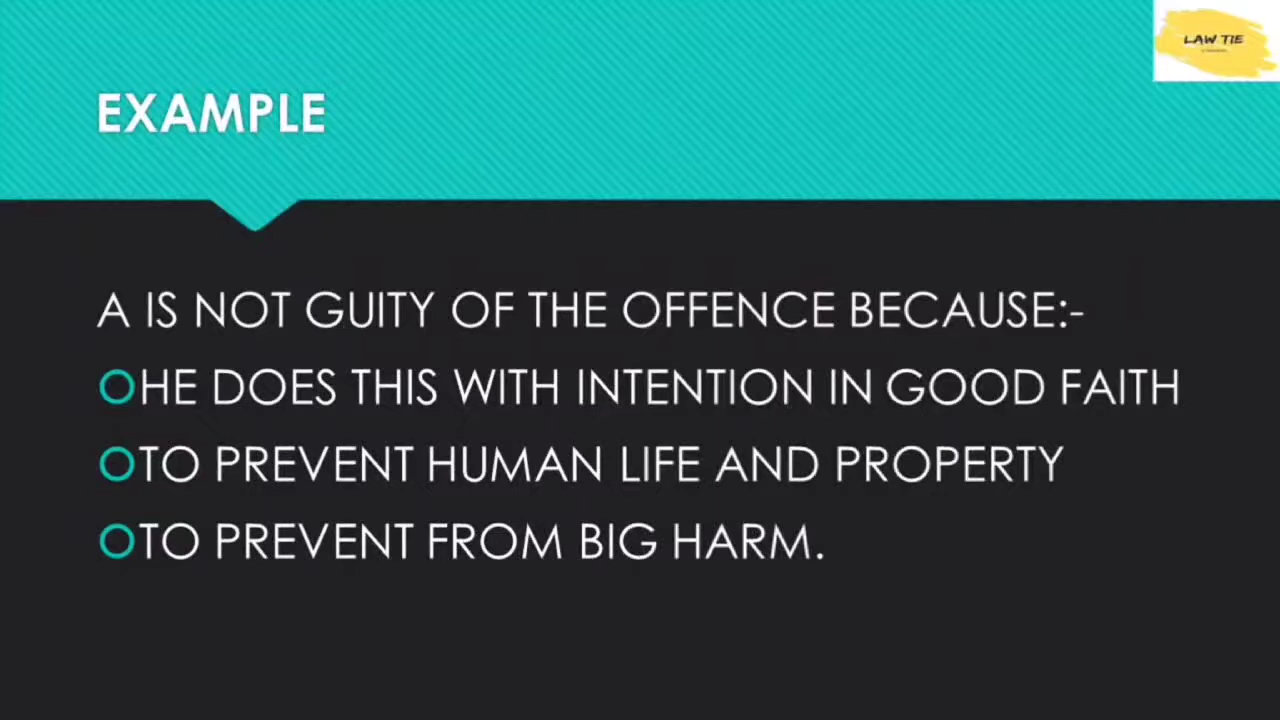 LAW TIE
EXAMPLE
A IS NOT GUITY OF THE OFFENCE BECAUSE:-
HE DOES THIS WITH INTENTION IN GOOD FAITH
TO PREVENT HUMAN LIFE AND PROPERTY
TO PREVENT FROM BIG HARM.